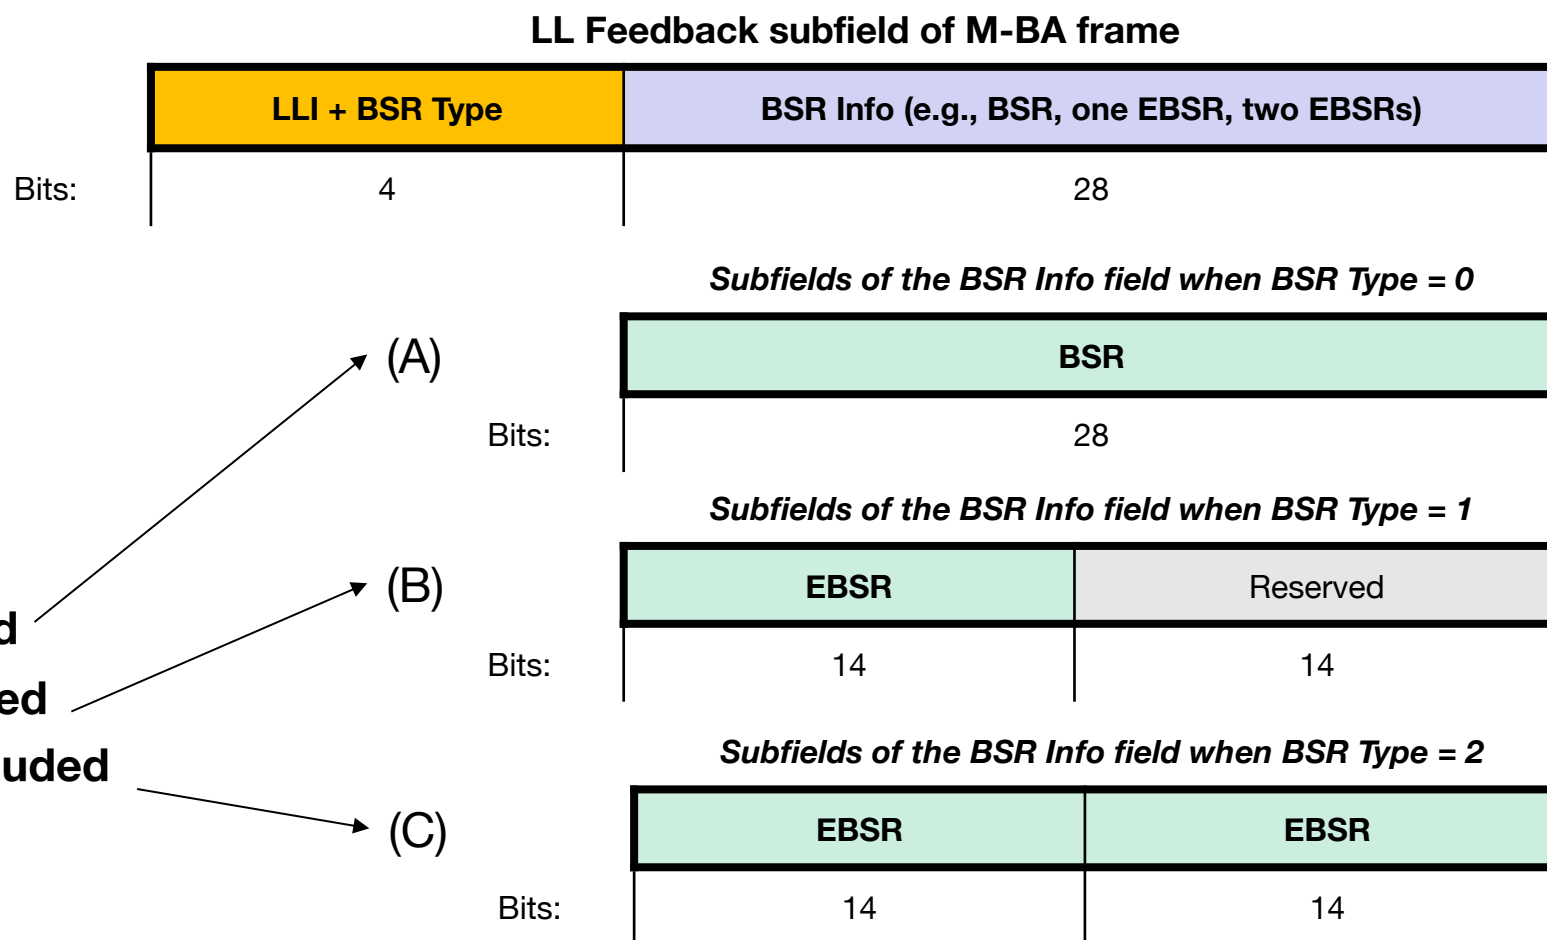 LL Feedback subfield of M-BA frame
LLI + BSR Type BSR Info (e.g., BSR, one EBSR, two EBSRs)
Bits: 4 28
Subfields of the BSR Info field when BSR Type = 0
(A) BSR
Bits: 28
Subfields of the BSR Info field when BSR Type = 1
(B) EBSR Reserved
d
Bits: 14 14
ed
Subfields of the BSR Info field when BSR Type = 2
uded
(C) EBSR EBSR
Bits: 14 14